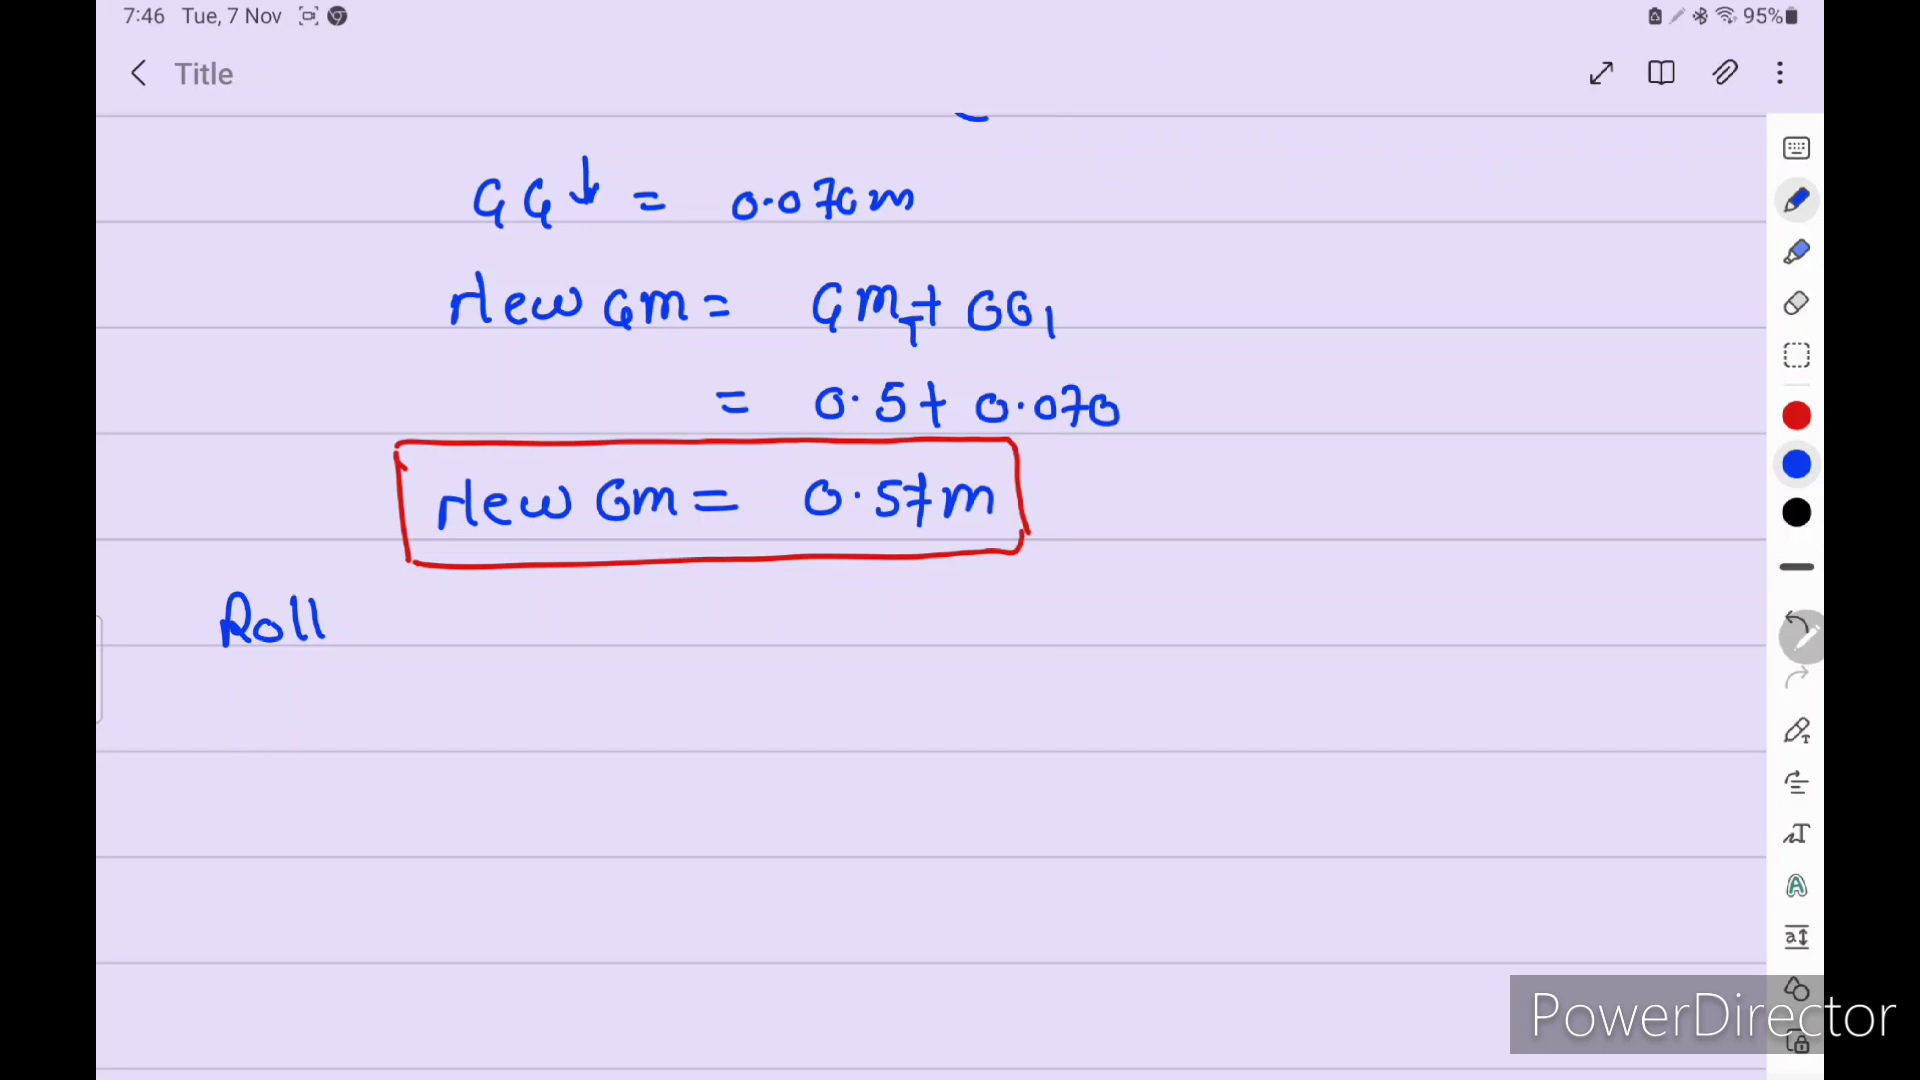 7:46 Tue, 7 Nov 95%
Title
GG↓ = 0.070m
New GM = GM_T + GG1
= 0.5 + 0.070
New GM = 0.57m
Roll
PowerDirector